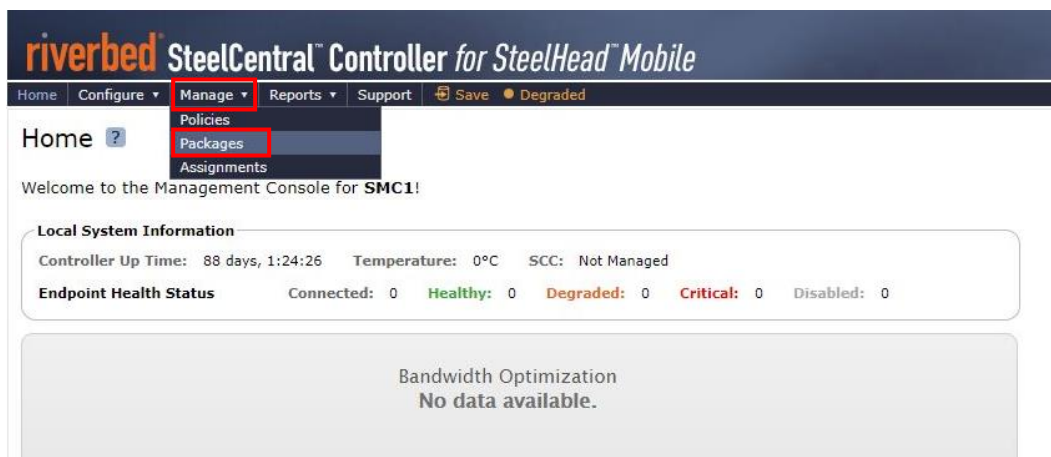 riverbed SteelCentral™ Controller for SteelHead™ Mobile
Home Configure ▾ Manage ▾ Reports ▾ Support Save Degraded
Policies
Packages
Assignments
Home ?
Welcome to the Management Console for SMC1!
Local System Information
Controller Up Time: 88 days, 1:24:26 Temperature: 0°C SCC: Not Managed
Endpoint Health Status Connected: 0 Healthy: 0 Degraded: 0 Critical: 0 Disabled: 0
Bandwidth Optimization
No data available.